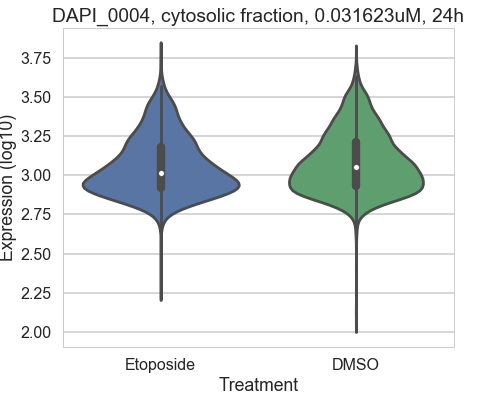 DAPI_0004, cytosolic fraction, 0.031623uM, 24h
Expression (log10)
3.75
3.50
3.25
3.00
2.75
2.50
2.25
2.00
Etoposide DMSO
Treatment